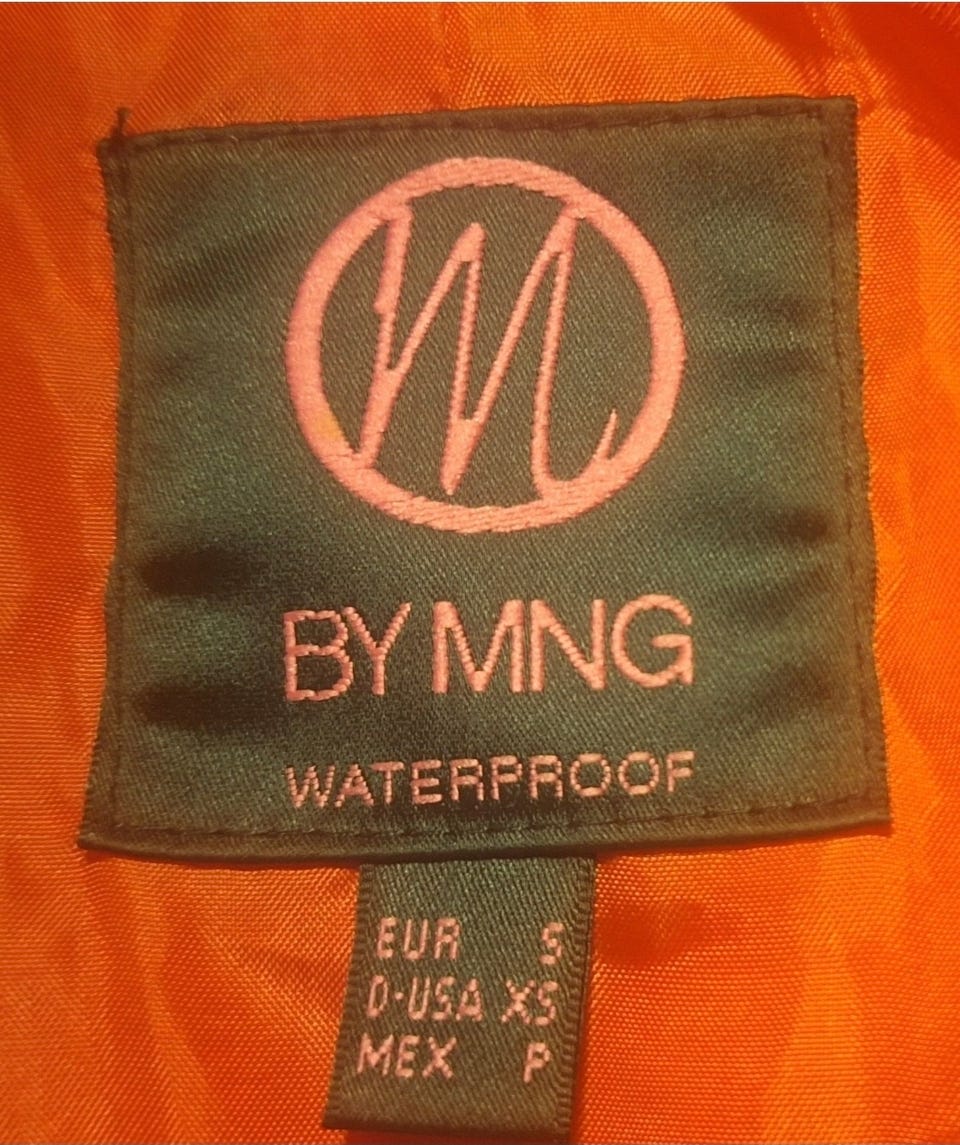 M
BY MNG
WATERPROOF
EUR S
D-USA XS
MEX P